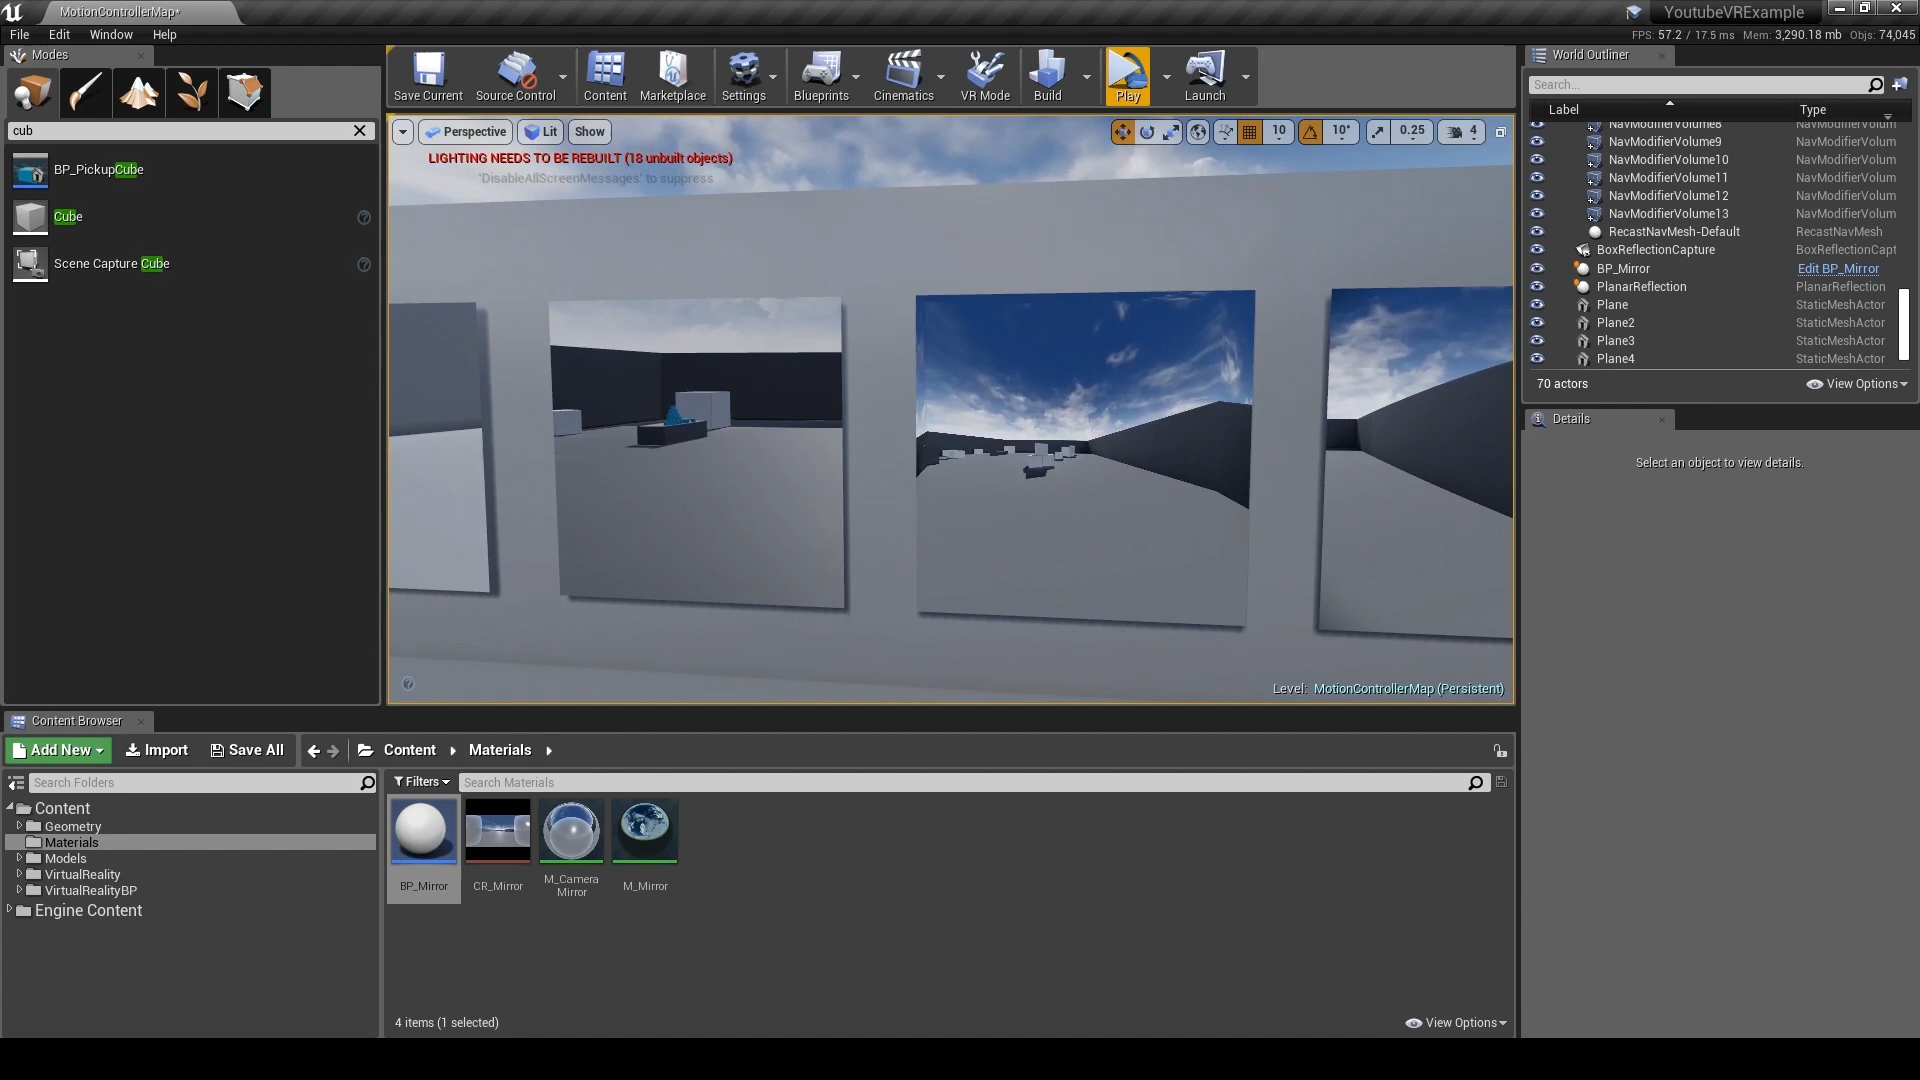 MotionControllerMap*
YoutubeVRExample
File Edit Window Help
FPS: 57.2 / 17.5 ms Mem: 3,290.18 mb Objs: 74,045
Modes
cub
BP_PickupCube
Cube
Scene Capture Cube
Save Current
Source Control
Content
Marketplace
Settings
Blueprints
Cinematics
VR Mode
Build
Play
Launch
Perspective
Lit
Show
10
10°
0.25
4
LIGHTING NEEDS TO BE REBUILT (18 unbuilt objects)
'DisableAllScreenMessages' to suppress
Level: MotionControllerMap (Persistent)
World Outliner
Search...
Label Type
NavModifierVolume8 NavModifierVolum
NavModifierVolume9 NavModifierVolum
NavModifierVolume10 NavModifierVolum
NavModifierVolume11 NavModifierVolum
NavModifierVolume12 NavModifierVolum
NavModifierVolume13 NavModifierVolum
RecastNavMesh-Default RecastNavMesh
BoxReflectionCapture BoxReflectionCapt
BP_Mirror Edit BP_Mirror
PlanarReflection PlanarReflection
Plane StaticMeshActor
Plane2 StaticMeshActor
Plane3 StaticMeshActor
Plane4 StaticMeshActor
70 actors
View Options
Details
Select an object to view details.
Content Browser
Add New Import Save All Content Materials
Search Folders
Content
Geometry
Materials
Models
VirtualReality
VirtualRealityBP
Engine Content
Filters Search Materials
BP_Mirror
CR_Mirror
M_Camera
Mirror
M_Mirror
4 items (1 selected)
View Options